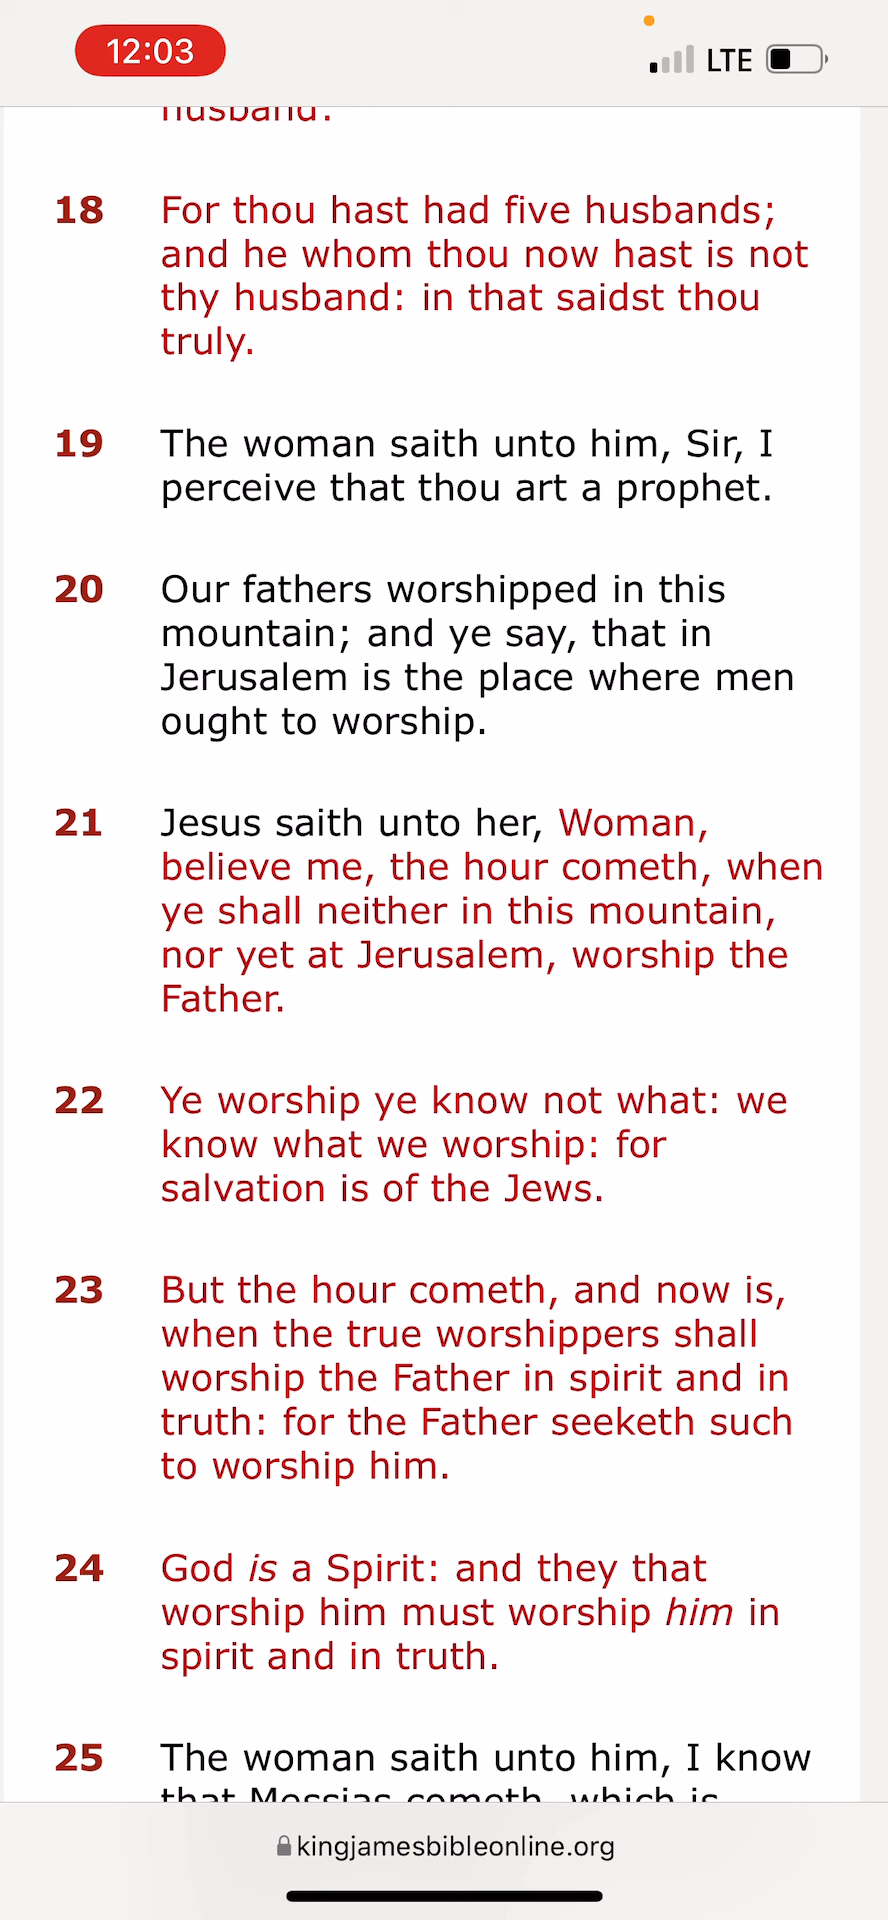 12:03
LTE
husband:
18 For thou hast had five husbands;
and he whom thou now hast is not
thy husband: in that saidst thou
truly.
19 The woman saith unto him, Sir, I
perceive that thou art a prophet.
20 Our fathers worshipped in this
mountain; and ye say, that in
Jerusalem is the place where men
ought to worship.
21 Jesus saith unto her, Woman,
believe me, the hour cometh, when
ye shall neither in this mountain,
nor yet at Jerusalem, worship the
Father.
22 Ye worship ye know not what: we
know what we worship: for
salvation is of the Jews.
23 But the hour cometh, and now is,
when the true worshippers shall
worship the Father in spirit and in
truth: for the Father seeketh such
to worship him.
24 God is a Spirit: and they that
worship him must worship him in
spirit and in truth.
25 The woman saith unto him, I know
that Messias cometh, which is
kingjamesbibleonline.org